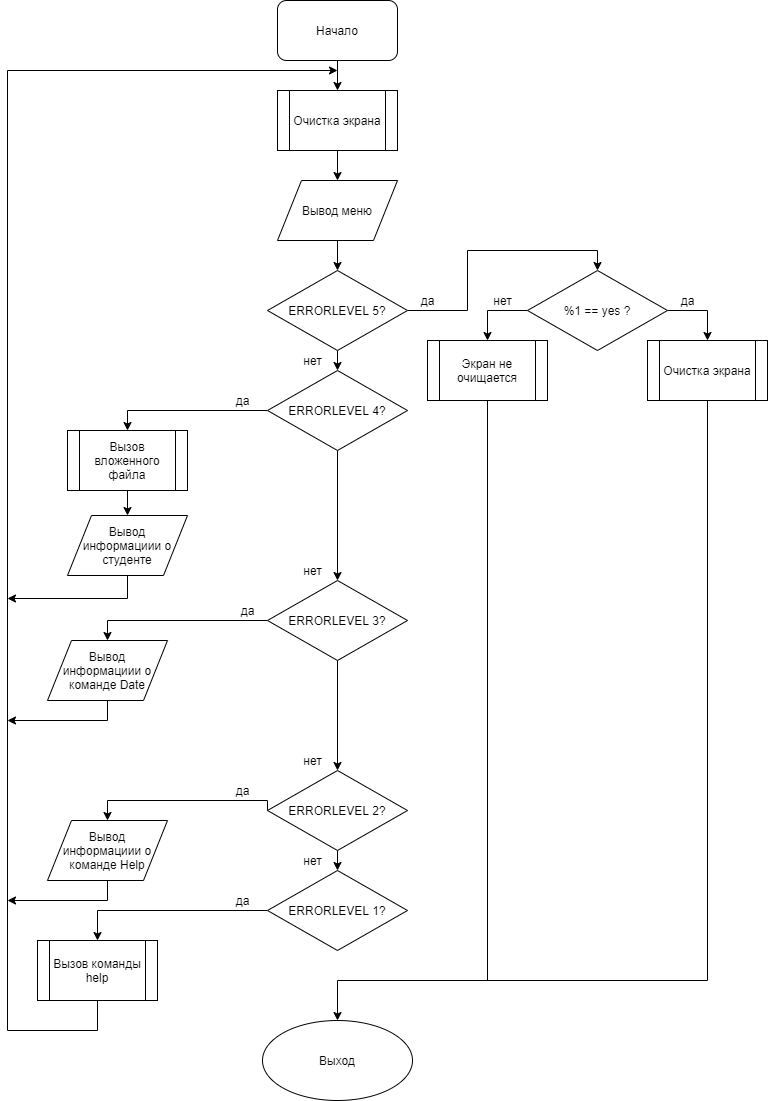 Начало
Очистка экрана
Вывод меню
ERRORLEVEL 5?
да
нет
%1 == yes ?
да
Экран не
очищается
Очистка экрана
нет
ERRORLEVEL 4?
да
Вызов
вложенного
файла
Вывод
информациии о
студенте
нет
ERRORLEVEL 3?
да
Вывод
информациии о
команде Date
нет
ERRORLEVEL 2?
да
Вывод
информациии о
команде Help
нет
ERRORLEVEL 1?
да
Вызов команды
help
Выход